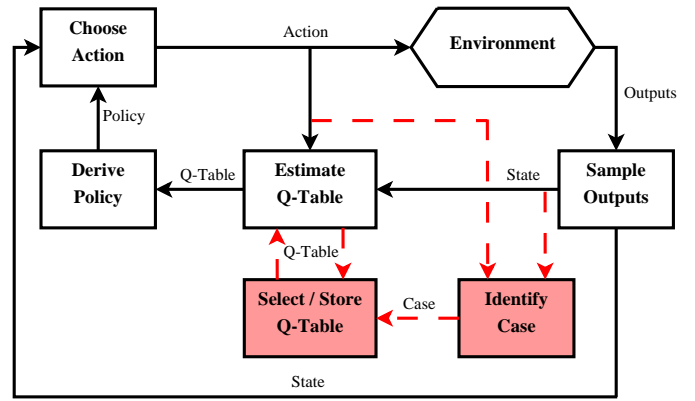 Choose
Action
Action
Environment
Outputs
Policy
Derive
Policy
Q-Table
Estimate
Q-Table
State
Sample
Outputs
Q-Table
Select / Store
Q-Table
Case
Identify
Case
State